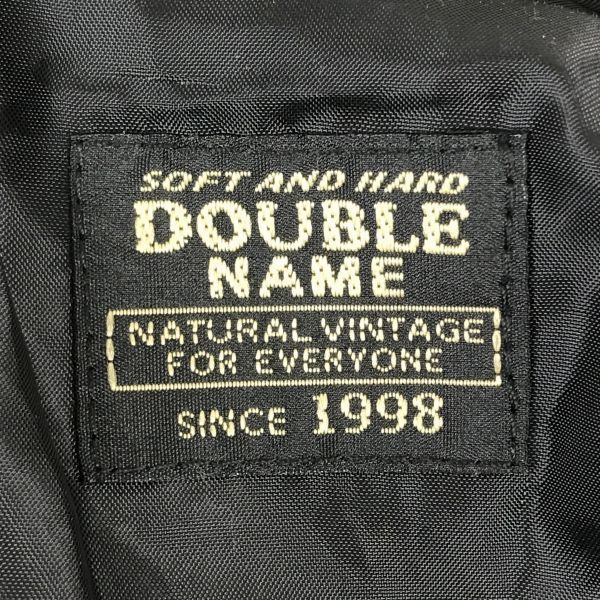 SOFT AND HARD
DOUBLE
NAME
NATURAL VINTAGE
FOR EVERYONE
SINCE 1998